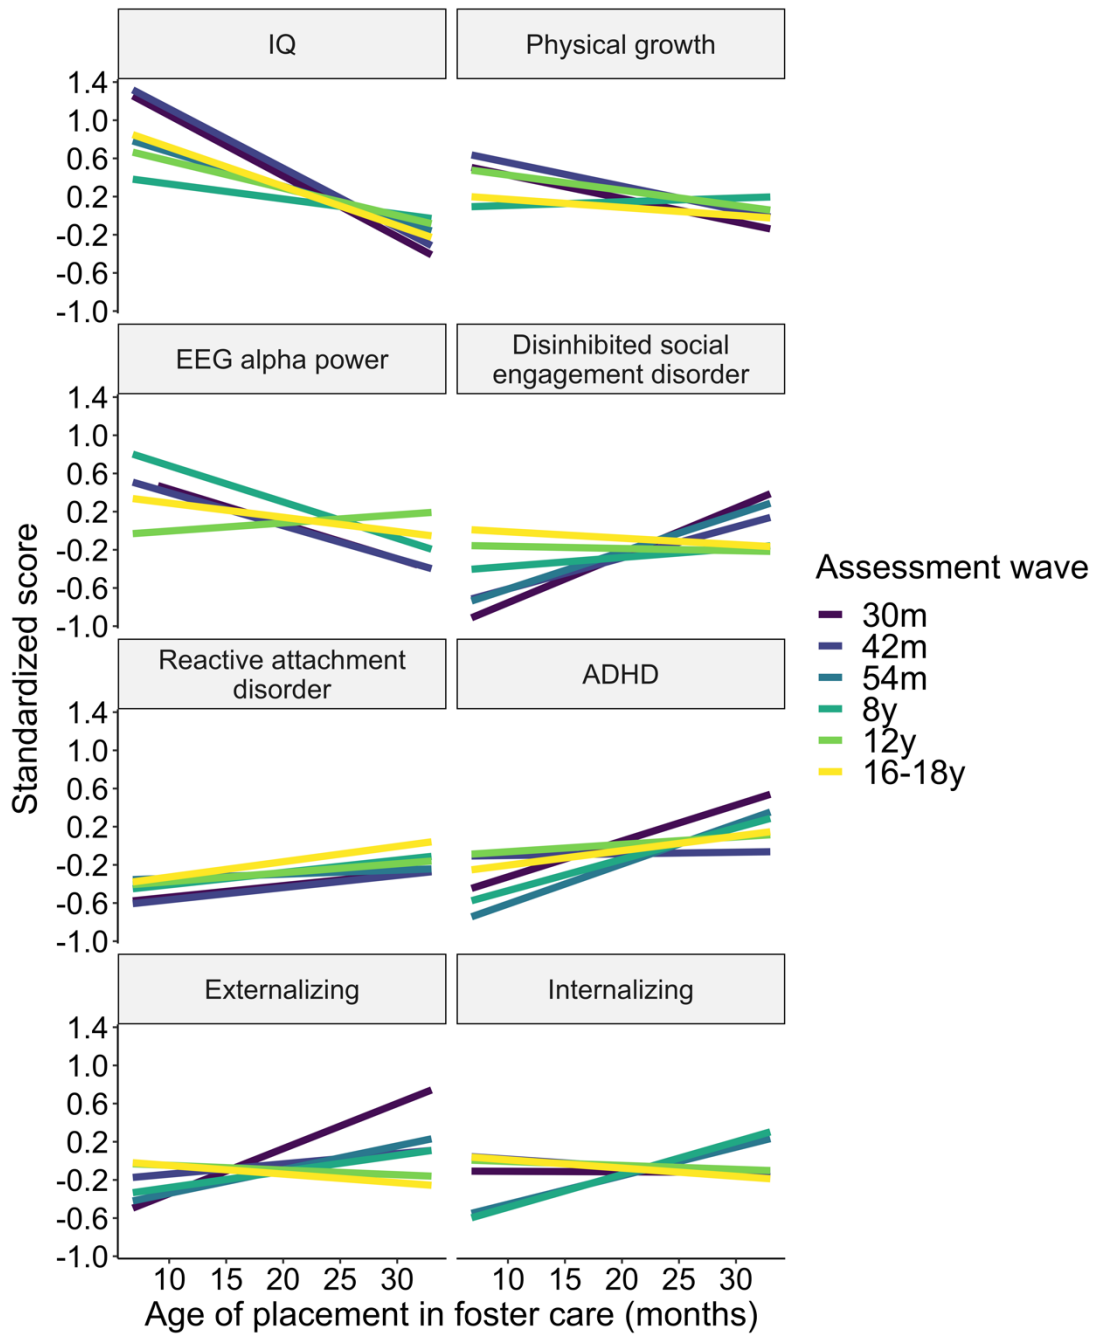 IQ
Physical growth
1.4
1.0
0.6
0.2
-0.2
-0.6
-1.0
EEG alpha power
Disinhibited social
engagement disorder
1.4
1.0
0.6
0.2
-0.2
-0.6
-1.0
Reactive attachment
disorder
ADHD
1.4
1.0
0.6
0.2
-0.2
-0.6
-1.0
Externalizing
Internalizing
1.4
1.0
0.6
0.2
-0.2
-0.6
-1.0
10 15 20 25 30
10 15 20 25 30
Age of placement in foster care (months)
Standardized score
Assessment wave
30m
42m
54m
8y
12y
16-18y